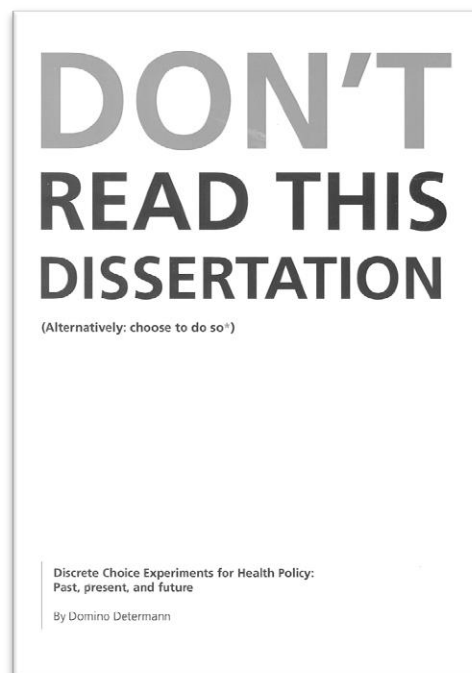 DON'T
READ THIS
DISSERTATION
(Alternatively: choose to do so*)
Discrete Choice Experiments for Health Policy:
Past, present, and future
By Domino Determann